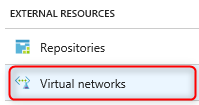 EXTERNAL RESOURCES
Repositories
Virtual networks